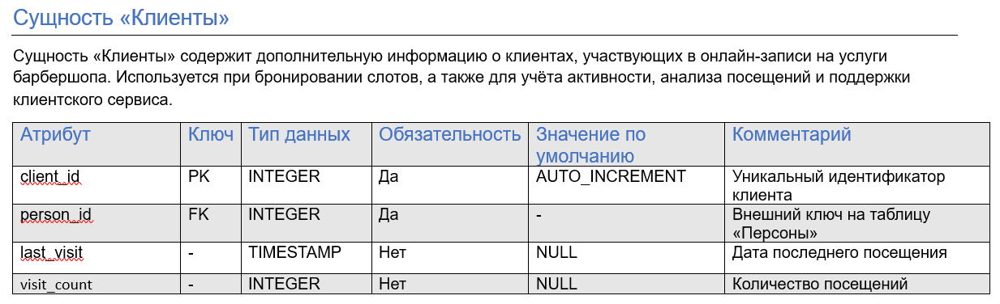 Сущность «Клиенты»
Сущность «Клиенты» содержит дополнительную информацию о клиентах, участвующих в онлайн-записи на услуги
барбершопа. Используется при бронировании слотов, а также для учёта активности, анализа посещений и поддержки
клиентского сервиса.
Атрибут Ключ Тип данных Обязательность Значение по умолчанию Комментарий
client_id PK INTEGER Да AUTO_INCREMENT Уникальный идентификатор клиента
person_id FK INTEGER Да - Внешний ключ на таблицу «Персоны»
last_visit - TIMESTAMP Нет NULL Дата последнего посещения
visit_count - INTEGER Нет NULL Количество посещений